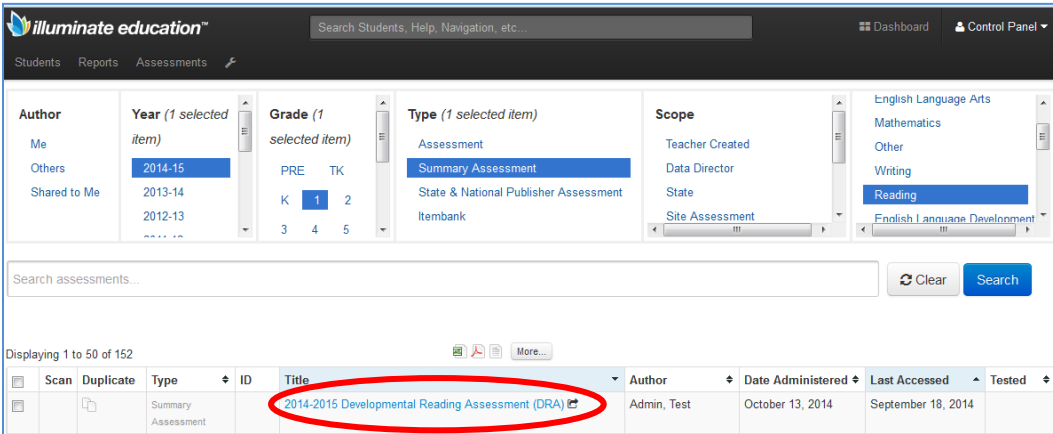 illuminate education™
Search Students, Help, Navigation, etc...
Dashboard
Control Panel
Students Reports Assessments
Author
Me
Others
Shared to Me
Year (1 selected item)
2014-15
2013-14
2012-13
Grade (1 selected item)
PRE TK
K 1 2
3 4 5
Type (1 selected item)
Assessment
Summary Assessment
State & National Publisher Assessment
Itembank
Scope
Teacher Created
Data Director
State
Site Assessment
English Language Arts
Mathematics
Other
Writing
Reading
English Language Development
Search assessments...
Clear
Search
Displaying 1 to 50 of 152
More...
Scan Duplicate Type ID Title Author Date Administered Last Accessed Tested
Summary Assessment 2014-2015 Developmental Reading Assessment (DRA) Admin, Test October 13, 2014 September 18, 2014